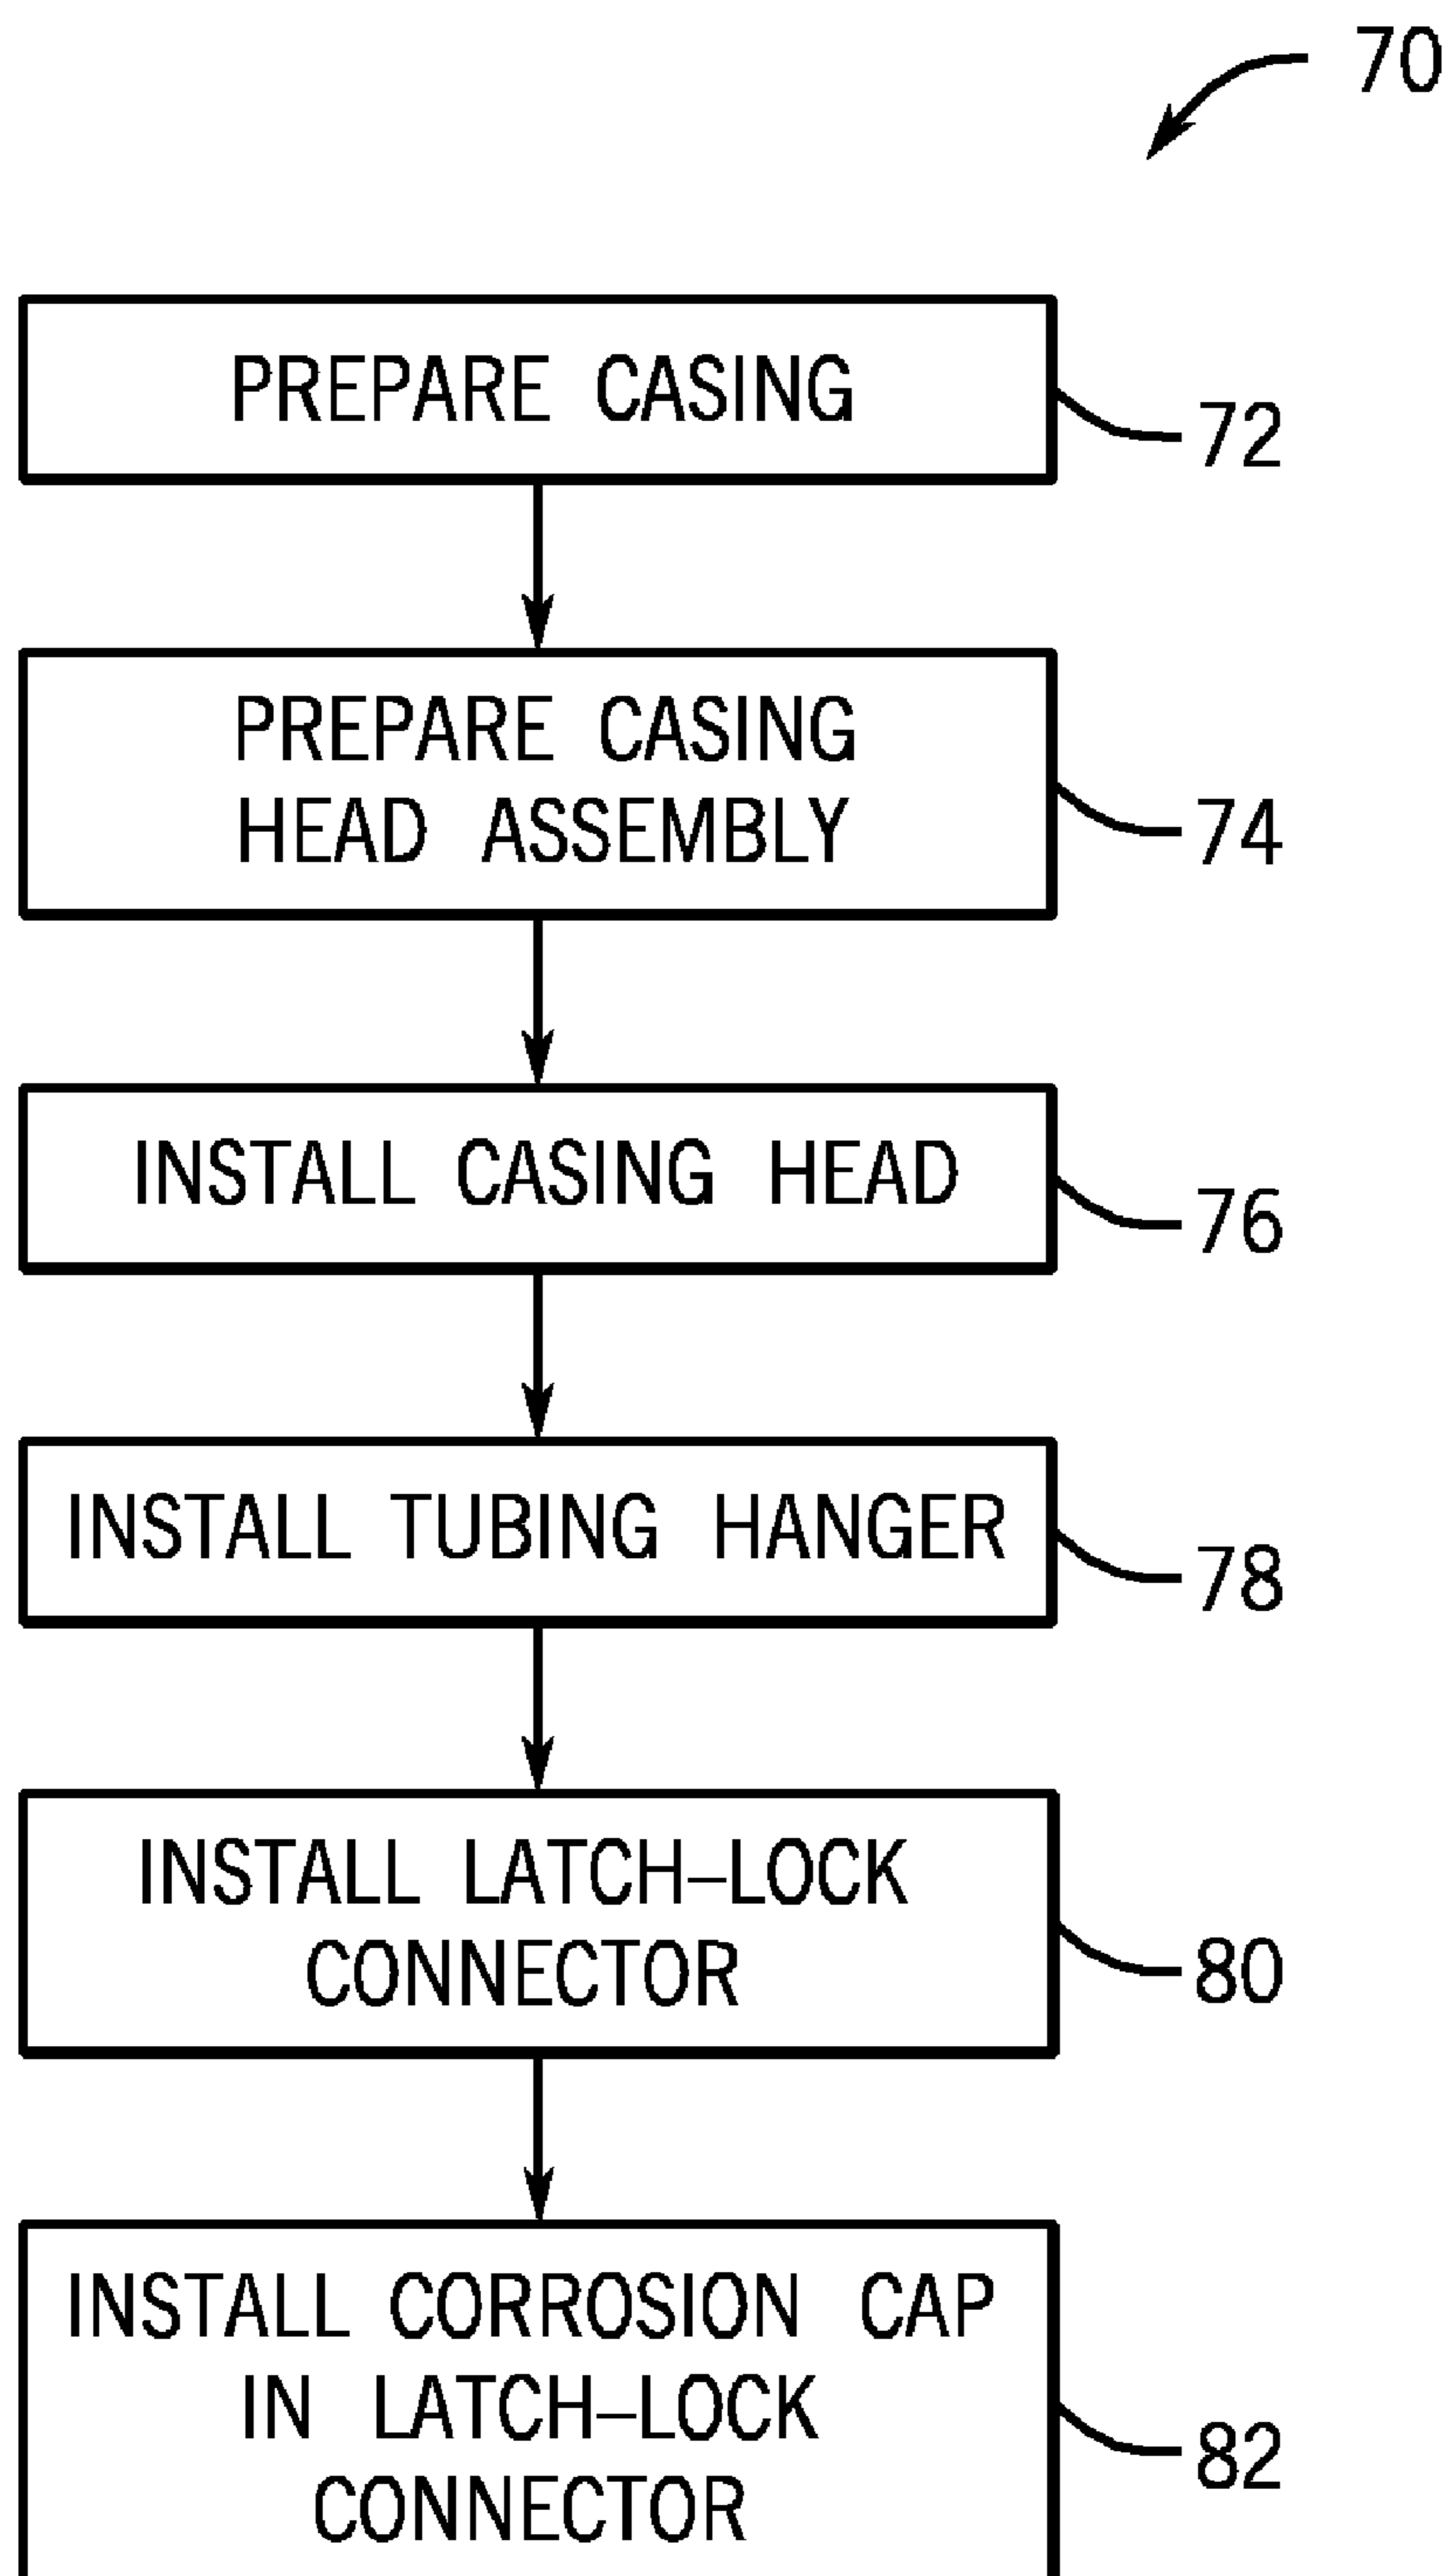 70
PREPARE CASING
72
PREPARE CASING
HEAD ASSEMBLY
74
INSTALL CASING HEAD
76
INSTALL TUBING HANGER
78
INSTALL LATCH–LOCK
CONNECTOR
80
INSTALL CORROSION CAP
IN LATCH–LOCK
CONNECTOR
82